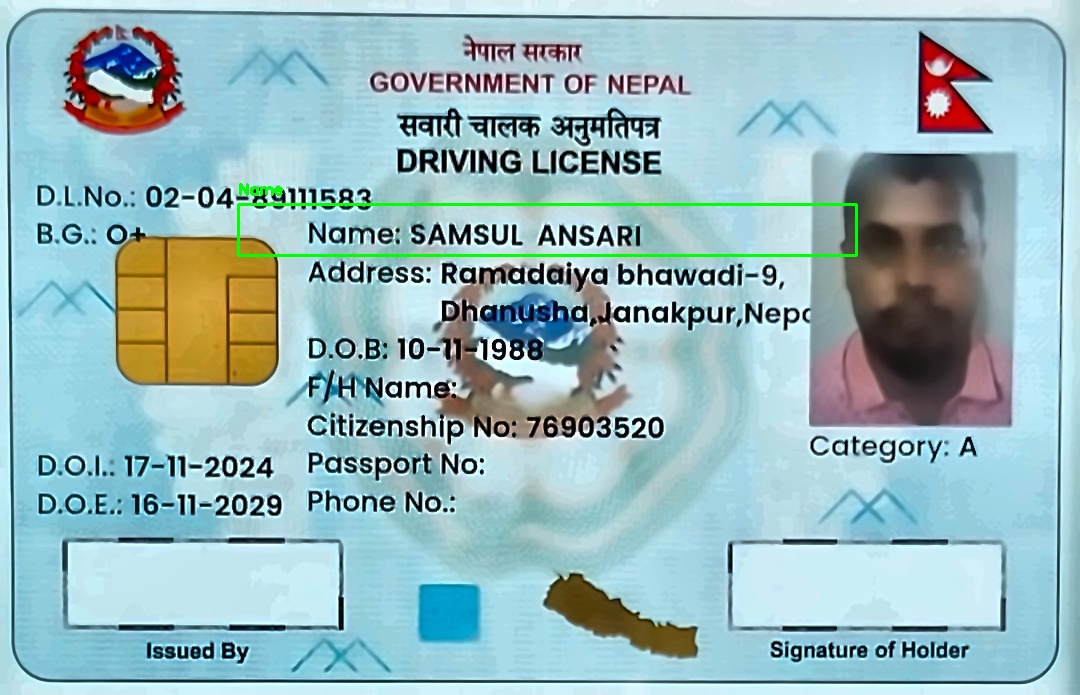 नेपाल सरकार
GOVERNMENT OF NEPAL
सवारी चालक अनुमतिपत्र
DRIVING LICENSE
D.L.No.: 02-04-89111583
Name
B.G.: O+
Name: SAMSUL ANSARI
Address: Ramadaiya bhawadi-9,
Dhanusha,Janakpur,Nepa
D.O.B: 10-11-1988
F/H Name:
Citizenship No: 76903520
Category: A
D.O.I.: 17-11-2024
Passport No:
D.O.E.: 16-11-2029
Phone No.:
Issued By
Signature of Holder